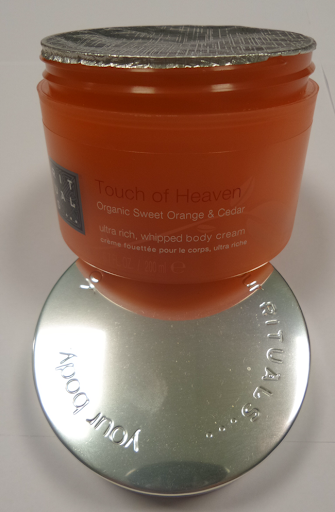 Touch of Heaven
Organic Sweet Orange & Cedar
ultra rich, whipped body cream
crème fouettée pour le corps, ultra riche
RITUALS....
your body